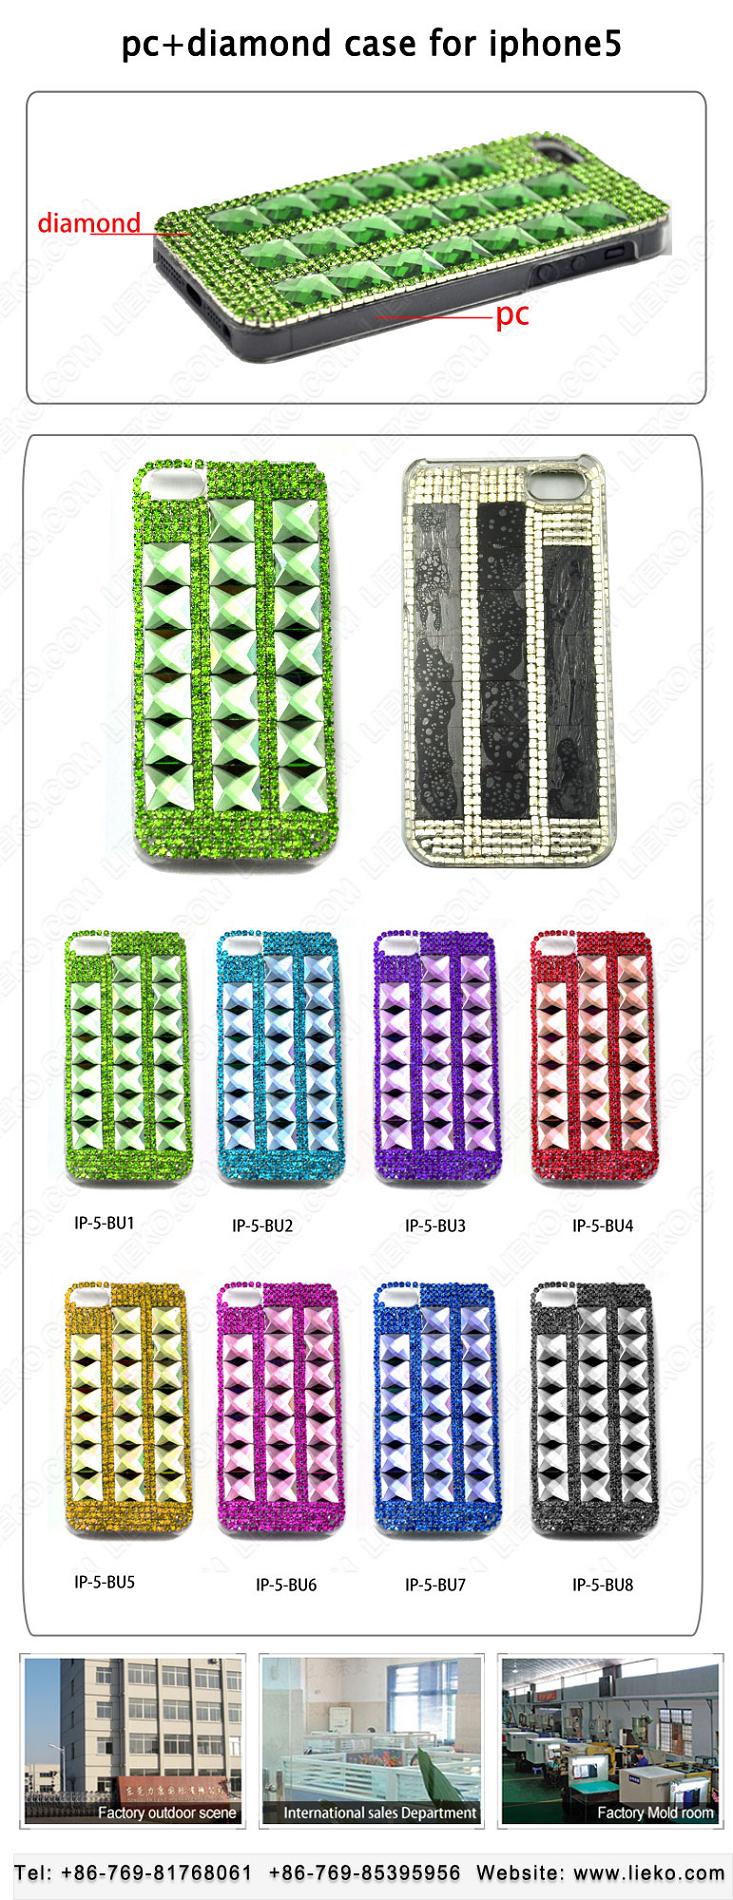 pc+diamond case for iphone5
diamond
pc
IP-5-BU1
IP-5-BU2
IP-5-BU3
IP-5-BU4
IP-5-BU5
IP-5-BU6
IP-5-BU7
IP-5-BU8
Factory outdoor scene
International sales Department
Factory Mold room
Tel: +86-769-81768061 +86-769-85395956 Website: www.lieko.com
LIEKO.COM